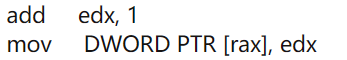 add edx, 1
mov DWORD PTR [rax], edx